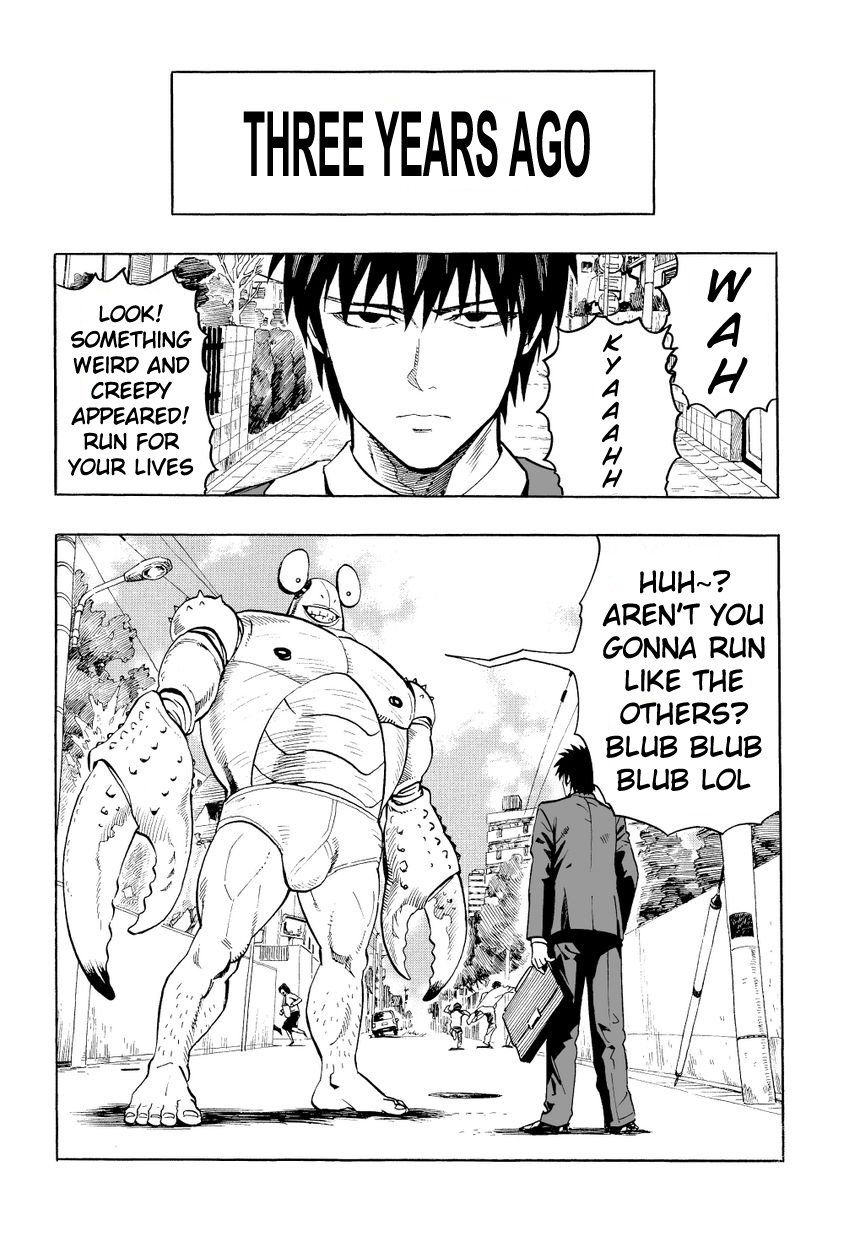 THREE YEARS AGO
WAH
KYAAAHH
LOOK!
SOMETHING
WEIRD AND
CREEPY
APPEARED!
RUN FOR
YOUR LIVES
HUH~?
AREN'T YOU
GONNA RUN
LIKE THE
OTHERS?
BLUB BLUB
BLUB LOL